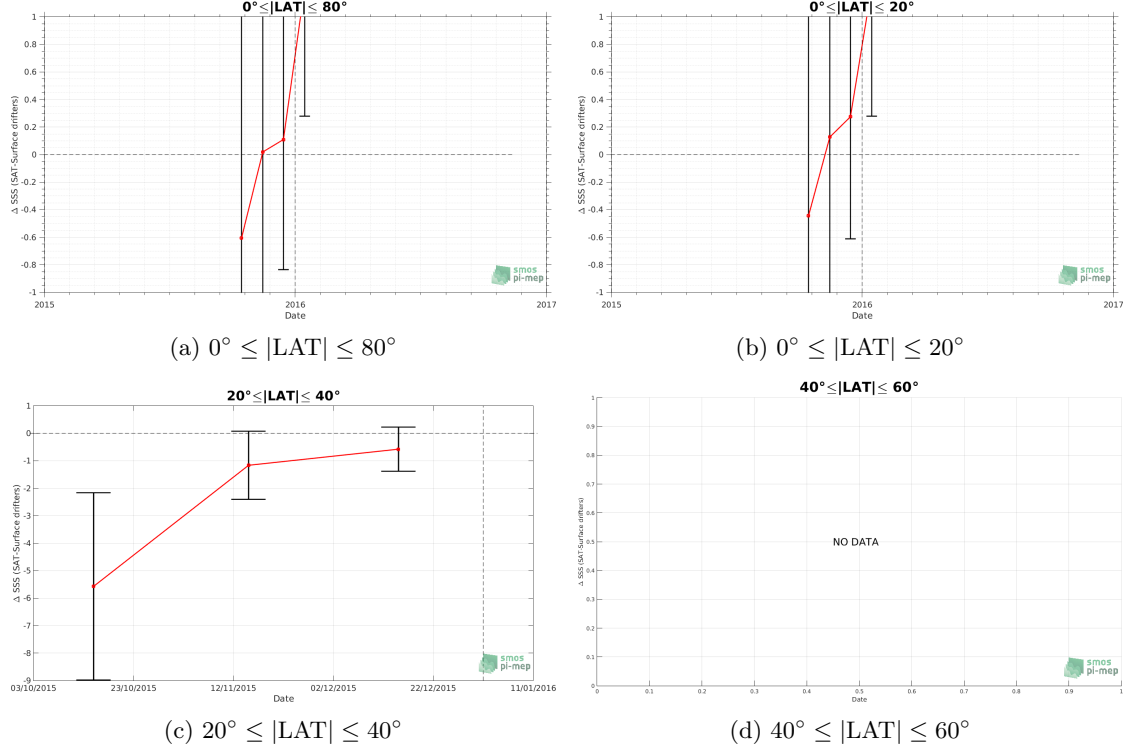 0°≤|LAT|≤ 80°
1
0.8
0.6
0.4
0.2
0
-0.2
-0.4
-0.6
-0.8
-1
Δ SSS (SAT-Surface drifters)
2015
2016
2017
Date
smos
pi-mep
(a) 0° ≤ |LAT| ≤ 80°
0°≤|LAT|≤ 20°
1
0.8
0.6
0.4
0.2
0
-0.2
-0.4
-0.6
-0.8
-1
Δ SSS (SAT-Surface drifters)
2015
2016
2017
Date
smos
pi-mep
(b) 0° ≤ |LAT| ≤ 20°
20°≤|LAT|≤ 40°
1
0
-1
-2
-3
-4
-5
-6
-7
-8
-9
Δ SSS (SAT-Surface drifters)
03/10/2015
23/10/2015
12/11/2015
02/12/2015
22/12/2015
11/01/2016
Date
smos
pi-mep
(c) 20° ≤ |LAT| ≤ 40°
40°≤|LAT|≤ 60°
1
0.9
0.8
0.7
0.6
0.5
0.4
0.3
0.2
0.1
0
Δ SSS (SAT-Surface drifters)
NO DATA
0
0.1
0.2
0.3
0.4
0.5
0.6
0.7
0.8
0.9
1
Date
smos
pi-mep
(d) 40° ≤ |LAT| ≤ 60°